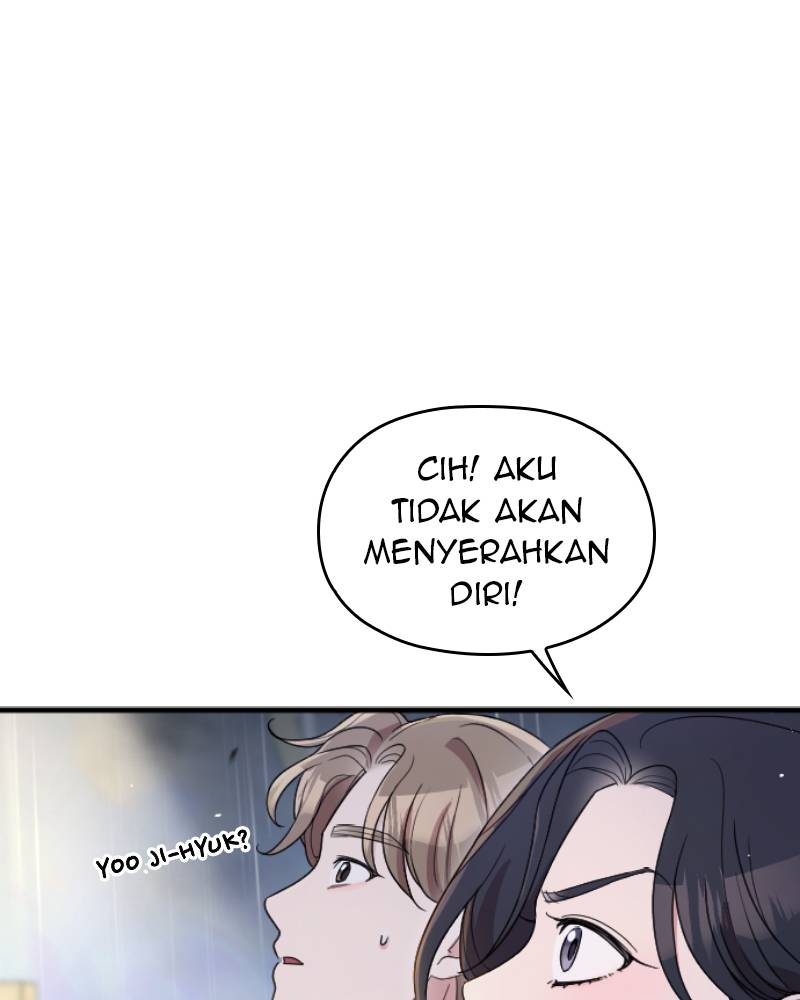 CIH! AKU
TIDAK AKAN
MENYERAHKAN
DIRI!
YOO JI-HYUK?